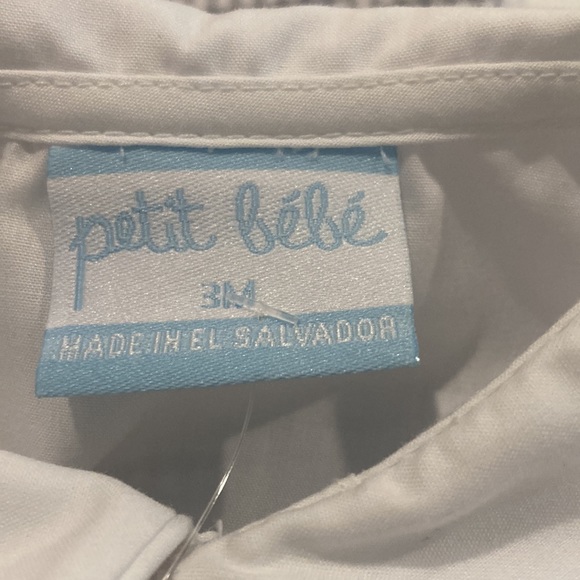 petit bébé
3M
MADE IN EL SALVADOR